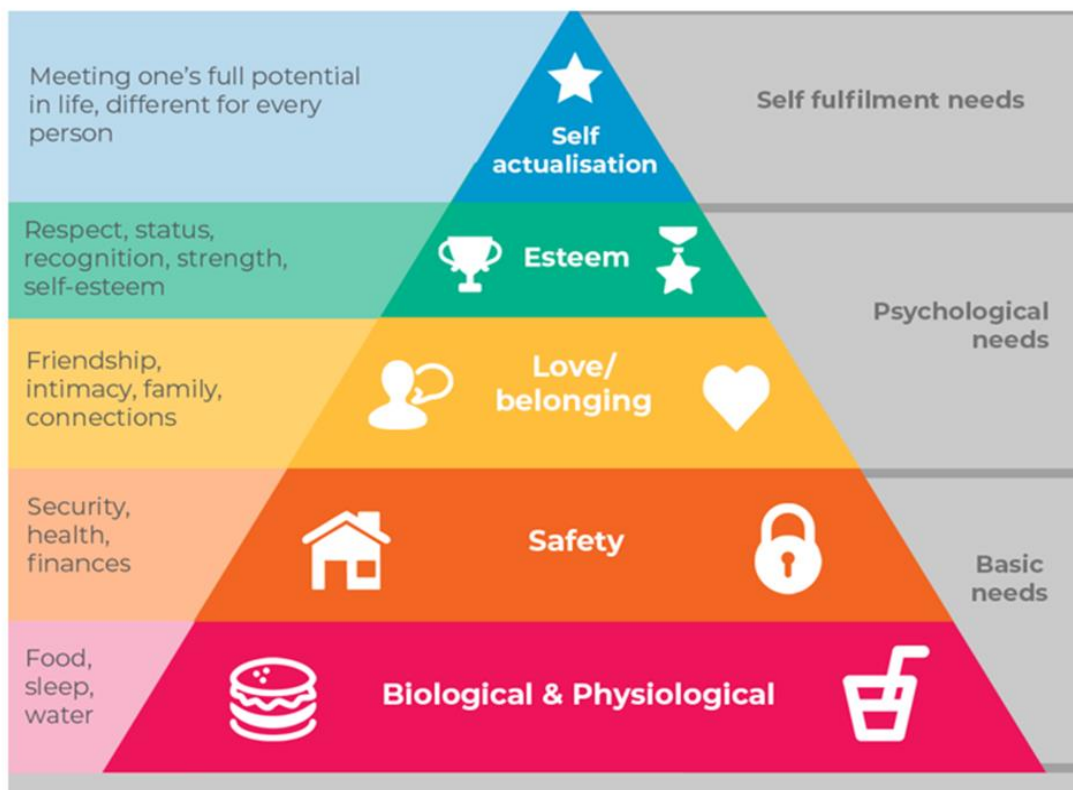 Meeting one's full potential
in life, different for every
person
Self
actualisation
Self fulfilment needs
Respect, status,
recognition, strength,
self-esteem
Esteem
Psychological
needs
Friendship,
intimacy, family,
connections
Love/
belonging
Security,
health,
finances
Safety
Basic
needs
Food,
sleep,
water
Biological & Physiological